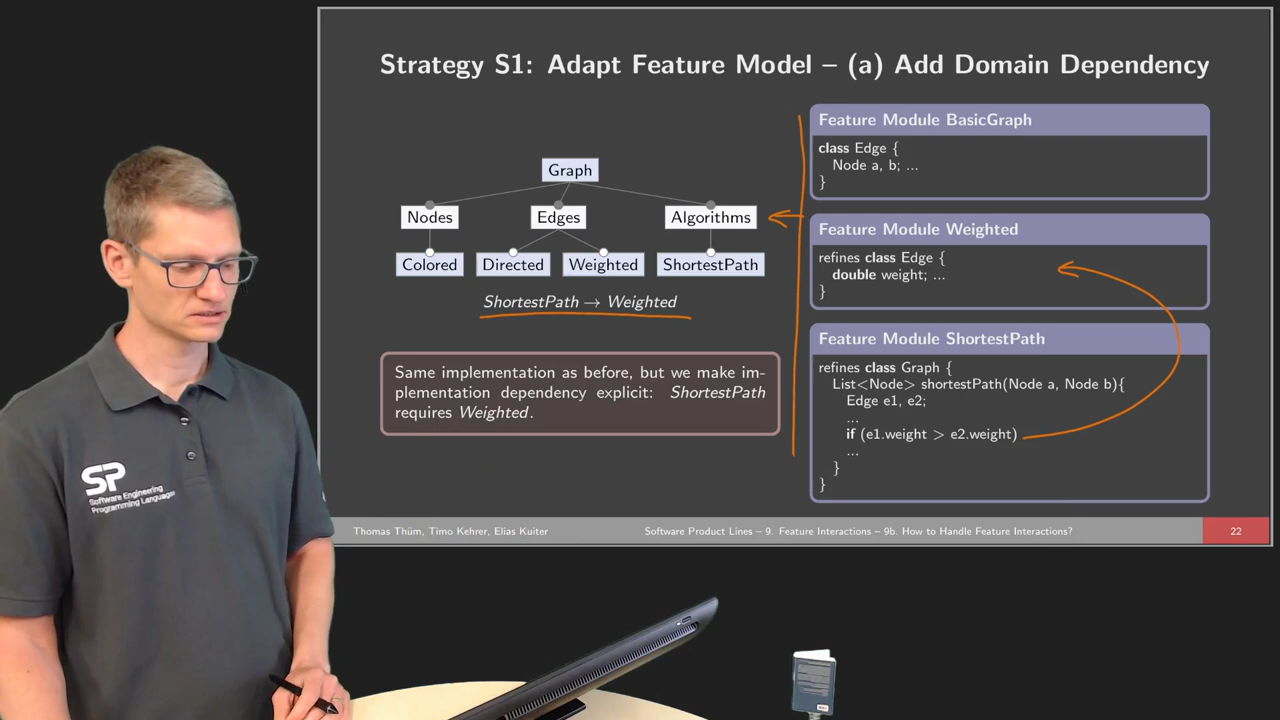 Strategy S1: Adapt Feature Model – (a) Add Domain Dependency
Graph
Nodes Edges Algorithms
Colored Directed Weighted ShortestPath
ShortestPath → Weighted
Same implementation as before, but we make im-
plementation dependency explicit: ShortestPath
requires Weighted.
Feature Module BasicGraph
class Edge {
Node a, b; ...
}
Feature Module Weighted
refines class Edge {
double weight; ...
}
Feature Module ShortestPath
refines class Graph {
List<Node> shortestPath(Node a, Node b){
Edge e1, e2;
...
if (e1.weight > e2.weight)
...
}
}
Thomas Thüm, Timo Kehrer, Elias Kuiter
Software Product Lines – 9. Feature Interactions – 9b. How to Handle Feature Interactions?
22
SP
Software Engineering
Programming Languages